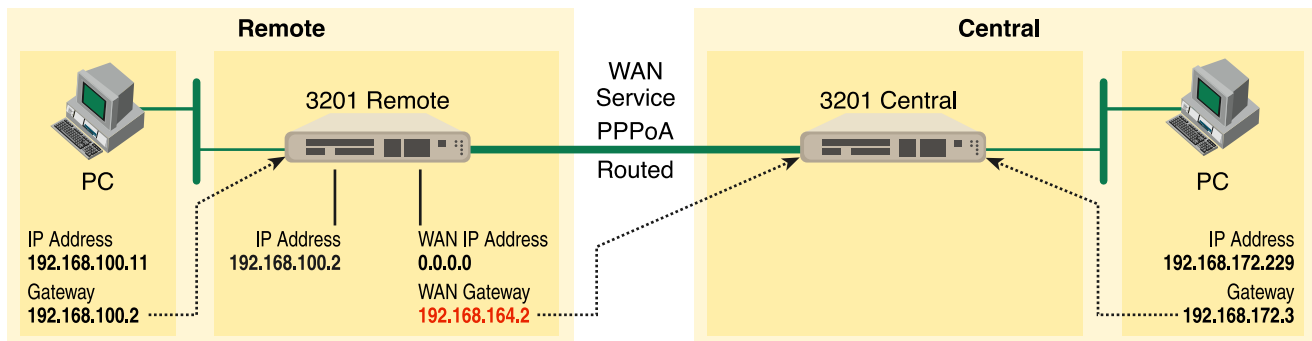 Remote
Central
3201 Remote
WAN
Service
PPPoA
Routed
3201 Central
PC
PC
IP Address
192.168.100.11
Gateway
192.168.100.2
IP Address
192.168.100.2
WAN IP Address
0.0.0.0
WAN Gateway
192.168.164.2
IP Address
192.168.172.229
Gateway
192.168.172.3